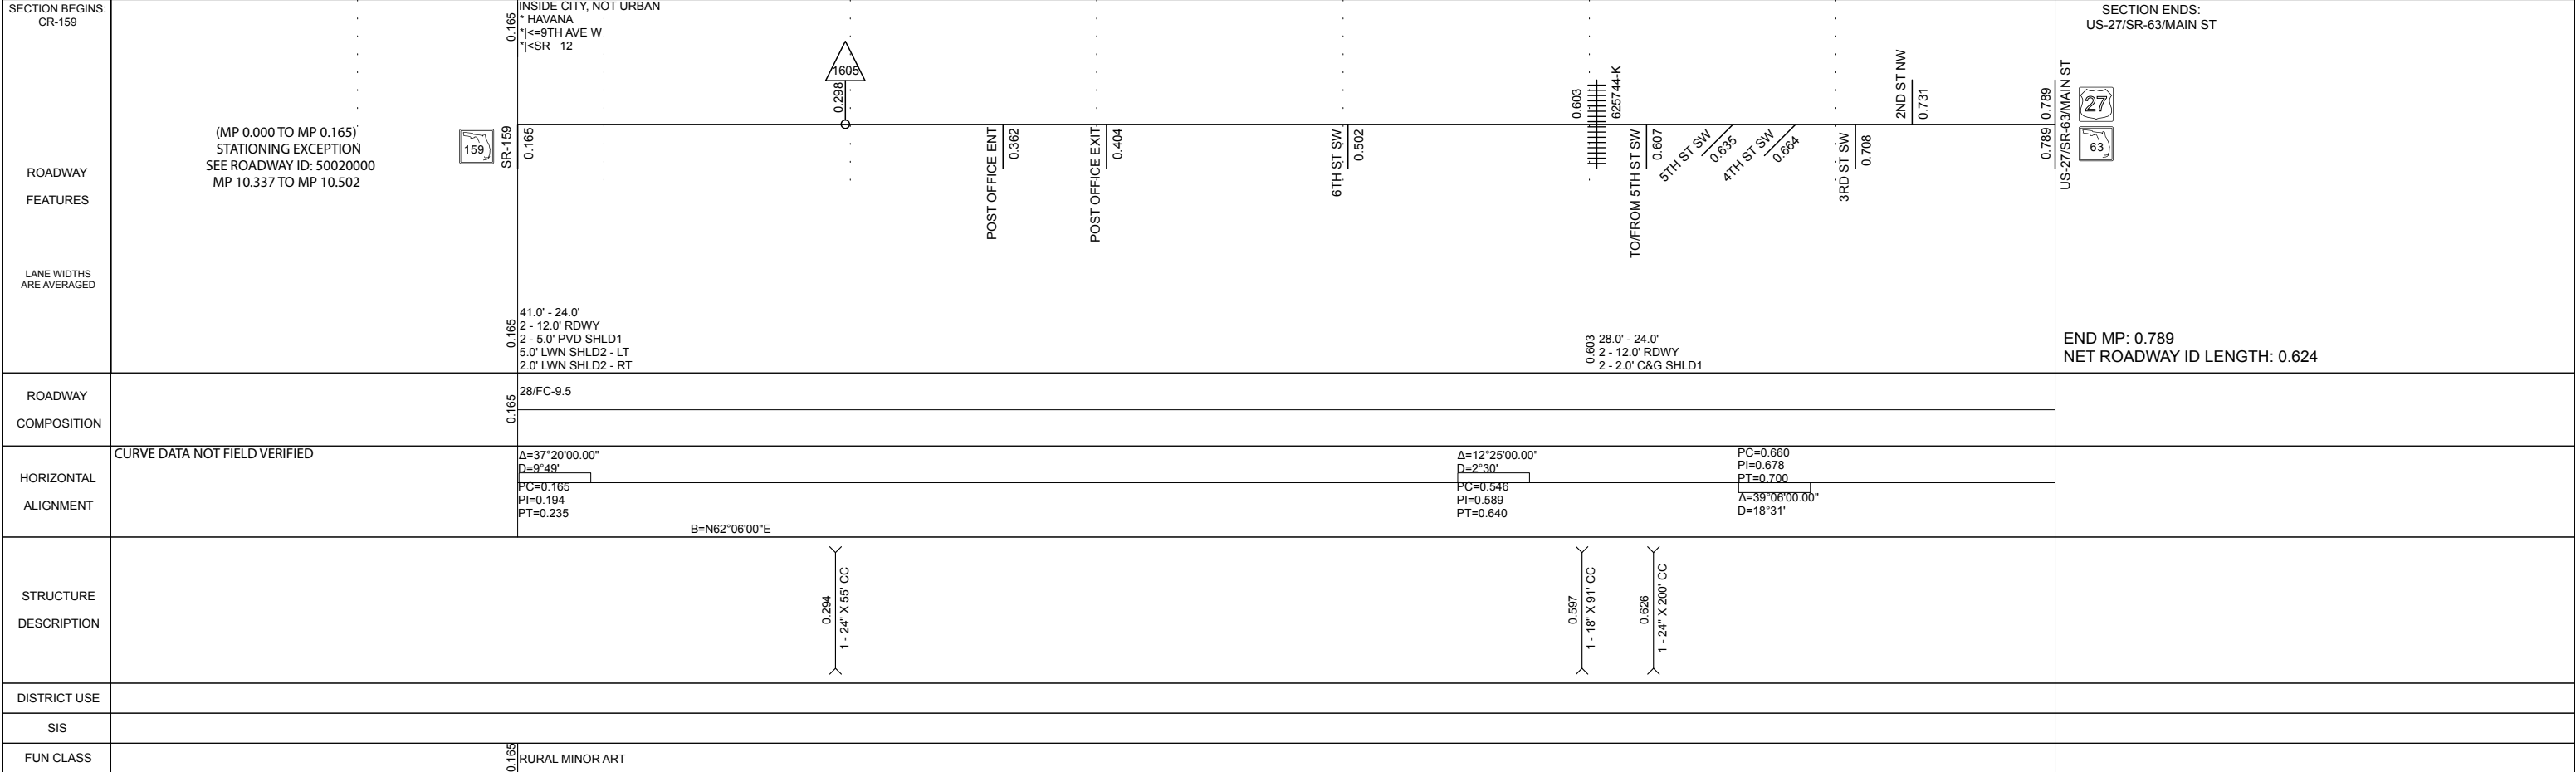 SECTION BEGINS:
CR-159
0.165
INSIDE CITY, NOT URBAN
* HAVANA
*|<=9TH AVE W.
*|<SR 12
SECTION ENDS:
US-27/SR-63/MAIN ST
ROADWAY
FEATURES
LANE WIDTHS
ARE AVERAGED
(MP 0.000 TO MP 0.165)
STATIONING EXCEPTION
SEE ROADWAY ID: 50020000
MP 10.337 TO MP 10.502
159
SR-159
0.165
1605
0.298
POST OFFICE ENT
0.362
POST OFFICE EXIT
0.404
6TH ST SW
0.502
0.603
625744-K
TO/FROM 5TH ST SW
0.607
5TH ST SW
0.635
4TH ST SW
0.664
3RD ST SW
0.708
2ND ST NW
0.731
0.789
0.789
US-27/SR-63/MAIN ST
27
63
0.165
41.0' - 24.0'
2 - 12.0' RDWY
2 - 5.0' PVD SHLD1
5.0' LWN SHLD2 - LT
2.0' LWN SHLD2 - RT
0.603
28.0' - 24.0'
2 - 12.0' RDWY
2 - 2.0' C&G SHLD1
END MP: 0.789
NET ROADWAY ID LENGTH: 0.624
ROADWAY
COMPOSITION
0.165
28/FC-9.5
HORIZONTAL
ALIGNMENT
CURVE DATA NOT FIELD VERIFIED
Δ=37°20'00.00"
D=9°49'
PC=0.165
PI=0.194
PT=0.235
B=N62°06'00"E
Δ=12°25'00.00"
D=2°30'
PC=0.546
PI=0.589
PT=0.640
PC=0.660
PI=0.678
PT=0.700
Δ=39°06'00.00"
D=18°31'
STRUCTURE
DESCRIPTION
0.294
1 - 24" X 55' CC
0.597
1 - 18" X 91' CC
0.626
1 - 24" X 200' CC
DISTRICT USE
SIS
FUN CLASS
0.165
RURAL MINOR ART